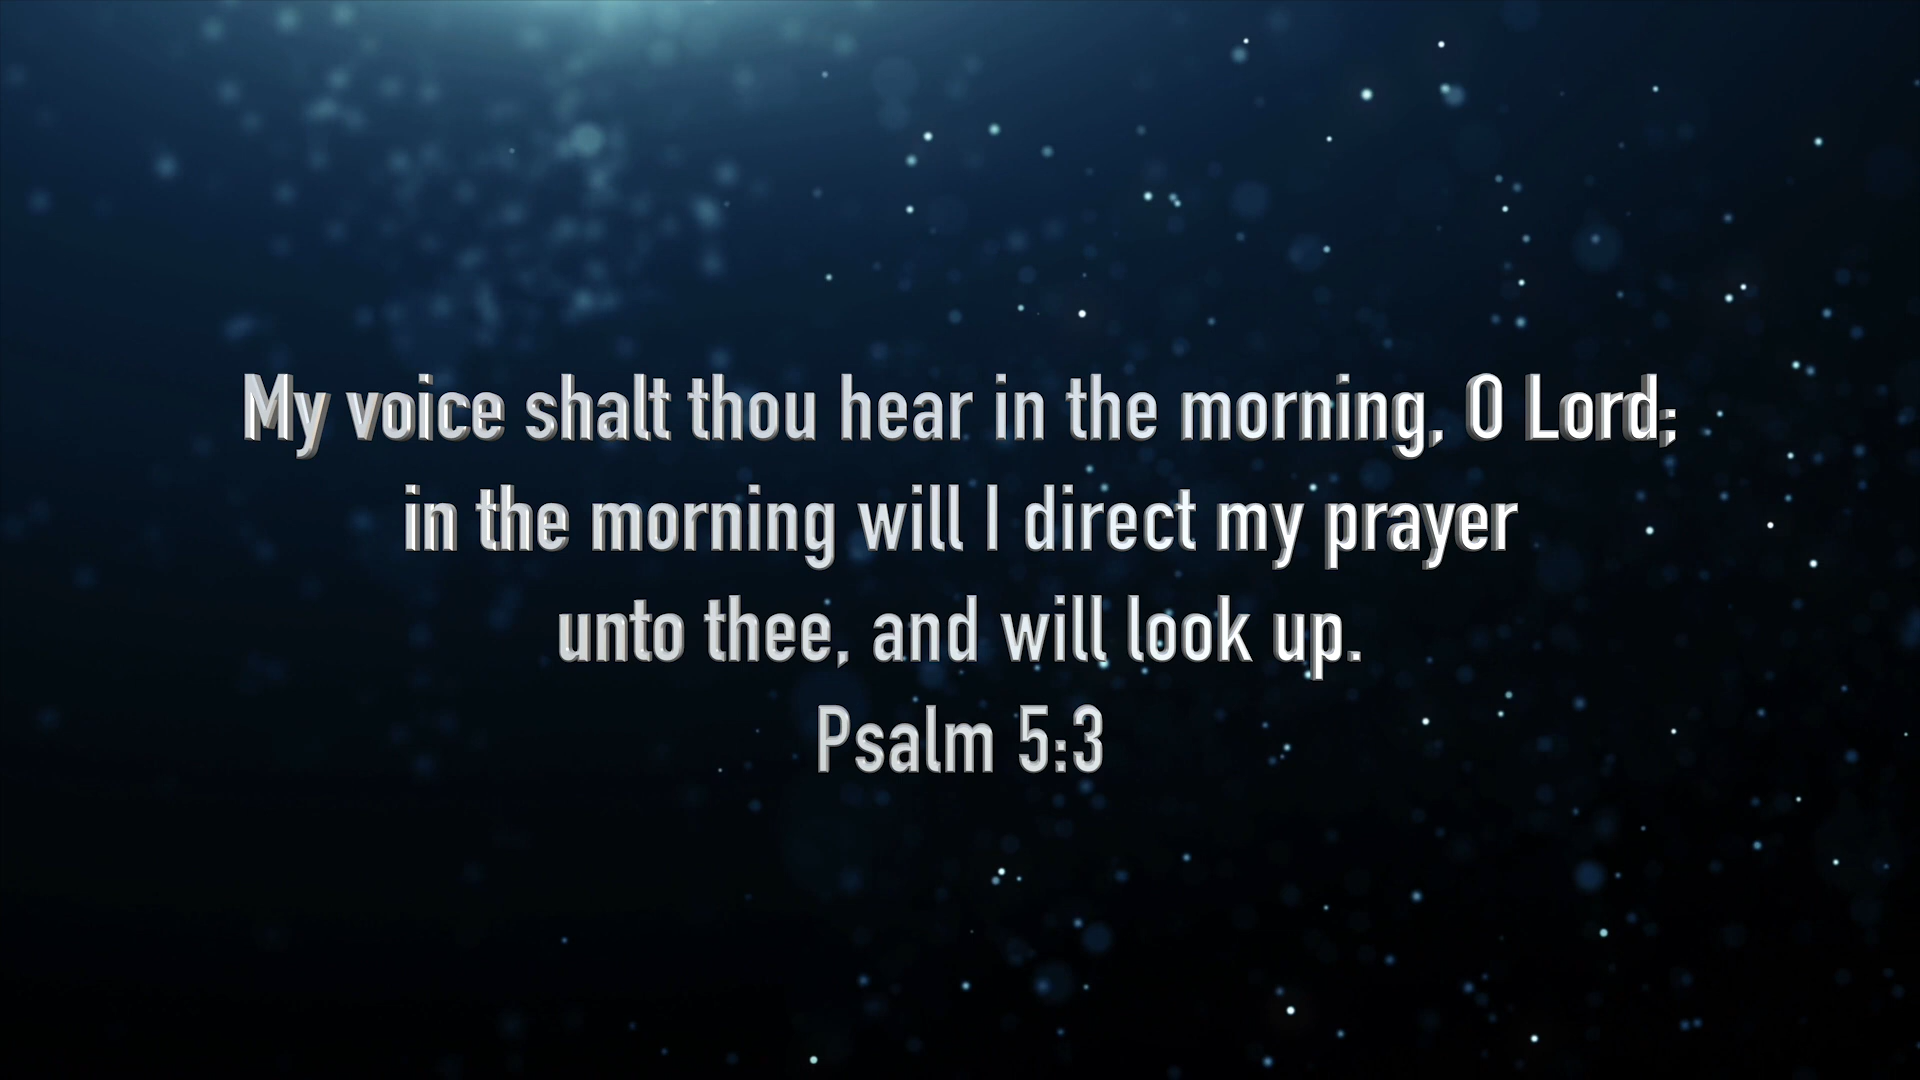 My voice shalt thou hear in the morning, O Lord;
in the morning will I direct my prayer
unto thee, and will look up.
Psalm 5:3